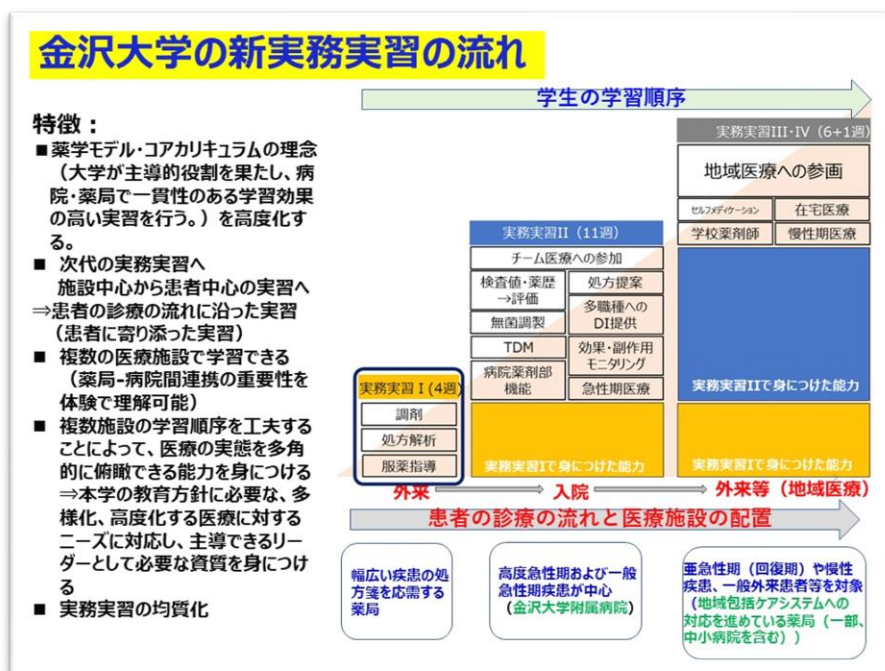 金沢大学の新実務実習の流れ
特徴：
■薬学モデル・コアカリキュラムの理念
（大学が主導的役割を果たし、病
院・薬局で一貫性のある学習効果
の高い実習を行う。）を高度化す
る。
■ 次代の実務実習へ
施設中心から患者中心の実習へ
⇒患者の診療の流れに沿った実習
（患者に寄り添った実習）
■ 複数の医療施設で学習できる
（薬局-病院間連携の重要性を
体験で理解可能）
■ 複数施設の学習順序を工夫する
ことによって、医療の実態を多角
的に俯瞰できる能力を身につける
⇒本学の教育方針に必要な、多
様化、高度化する医療に対する
ニーズに対応し、主導できるリー
ダーとして必要な資質を身につけ
る
■ 実務実習の均質化
学生の学習順序
実務実習Ⅰ(4週)
調剤
処方解析
服薬指導
実務実習II（11週）
チーム医療への参加
検査値・薬歴
→評価
無菌調製
TDM
病院薬剤部
機能
処方提案
多職種への
DI提供
効果・副作用
モニタリング
急性期医療
実務実習Iで身につけた能力
実務実習III・IV（6+1週）
地域医療への参画
セルフメディケーション
在宅医療
学校薬剤師
慢性期医療
実務実習IIで身につけた能力
実務実習Iで身につけた能力
外来
入院
外来等（地域医療）
患者の診療の流れと医療施設の配置
幅広い疾患の処
方箋を応需する
薬局
高度急性期および一般
急性期疾患が中心
（金沢大学附属病院）
亜急性期（回復期）や慢性
疾患、一般外来患者等を対象
（地域包括ケアシステムへの
対応を進めている薬局（一部、
中小病院を含む））